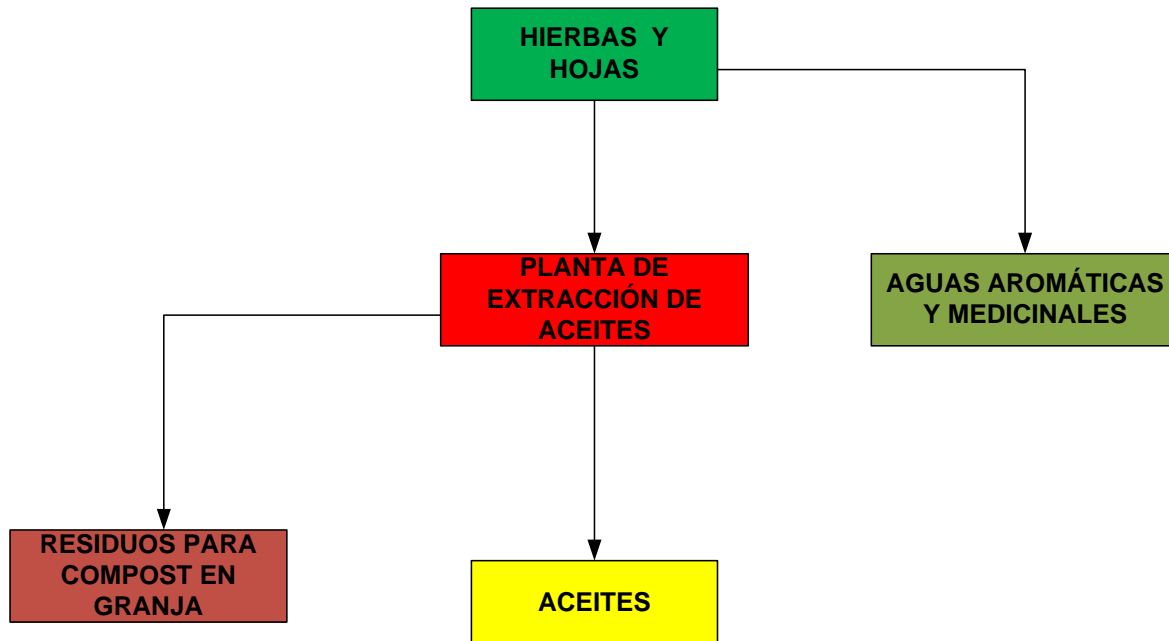 HIERBAS Y
HOJAS
PLANTA DE
EXTRACCIÓN DE
ACEITES
AGUAS AROMÁTICAS
Y MEDICINALES
RESIDUOS PARA
COMPOST EN
GRANJA
ACEITES